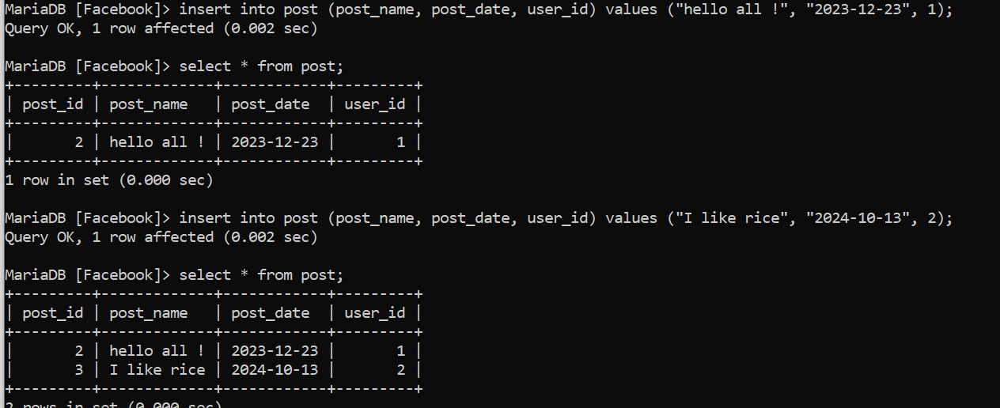 MariaDB [Facebook]> insert into post (post_name, post_date, user_id) values ("hello all !", "2023-12-23", 1);
Query OK, 1 row affected (0.002 sec)
MariaDB [Facebook]> select * from post;
+---------+-------------+------------+---------+
| post_id | post_name   | post_date  | user_id |
+---------+-------------+------------+---------+
|       2 | hello all ! | 2023-12-23 |       1 |
+---------+-------------+------------+---------+
1 row in set (0.000 sec)
MariaDB [Facebook]> insert into post (post_name, post_date, user_id) values ("I like rice", "2024-10-13", 2);
Query OK, 1 row affected (0.002 sec)
MariaDB [Facebook]> select * from post;
+---------+-------------+------------+---------+
| post_id | post_name   | post_date  | user_id |
+---------+-------------+------------+---------+
|       2 | hello all ! | 2023-12-23 |       1 |
|       3 | I like rice | 2024-10-13 |       2 |
+---------+-------------+------------+---------+
2 rows in set (0.000 sec)